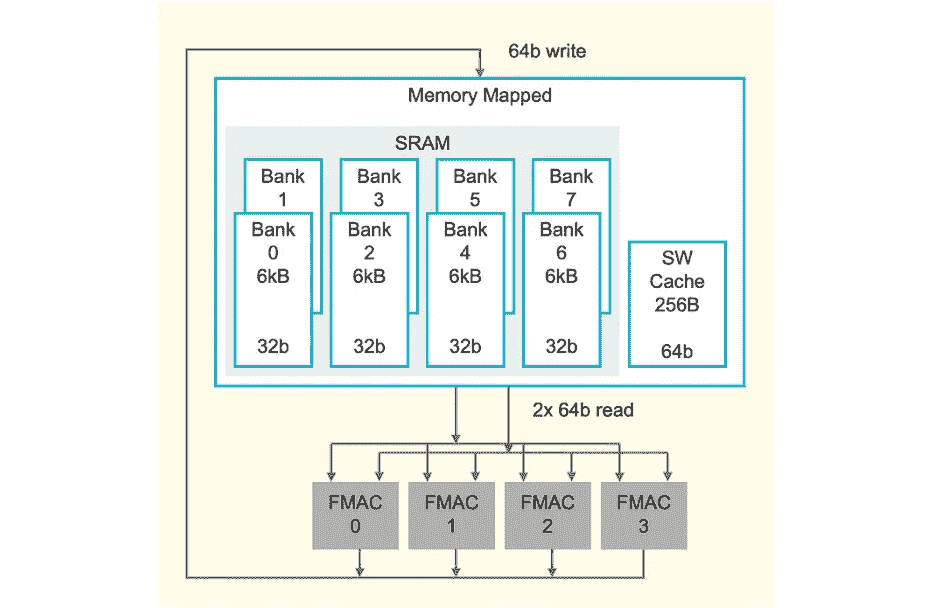 64b write
Memory Mapped
SRAM
Bank
1
Bank
3
Bank
5
Bank
7
Bank
0
6kB
32b
Bank
2
6kB
32b
Bank
4
6kB
32b
Bank
6
6kB
32b
SW
Cache
256B
64b
2x 64b read
FMAC
0
FMAC
1
FMAC
2
FMAC
3